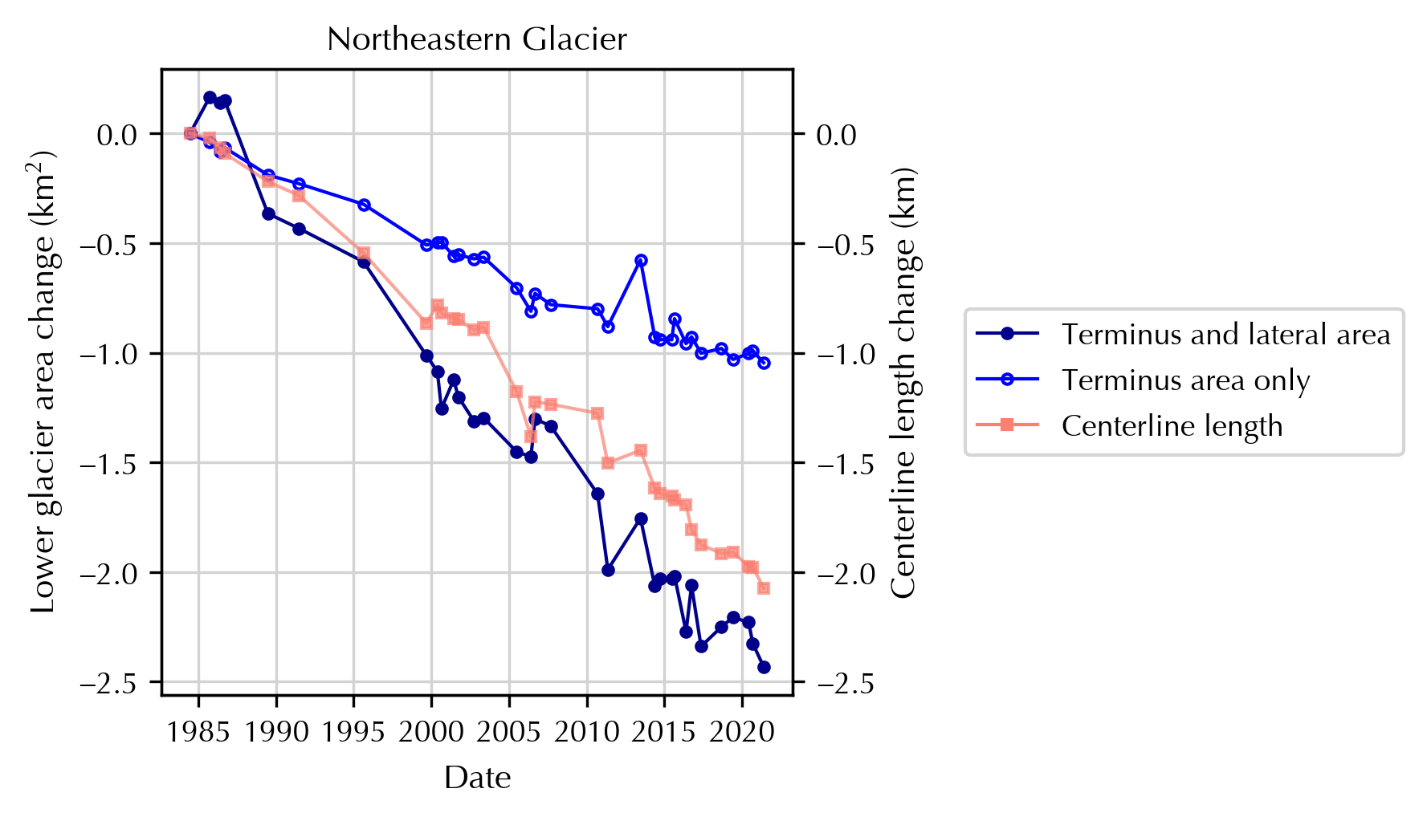 Northeastern Glacier
Lower glacier area change (km²)
0.0
−0.5
−1.0
−1.5
−2.0
−2.5
0.0
−0.5
−1.0
−1.5
−2.0
−2.5
Centerline length change (km)
1985 1990 1995 2000 2005 2010 2015 2020
Date
Terminus and lateral area
Terminus area only
Centerline length